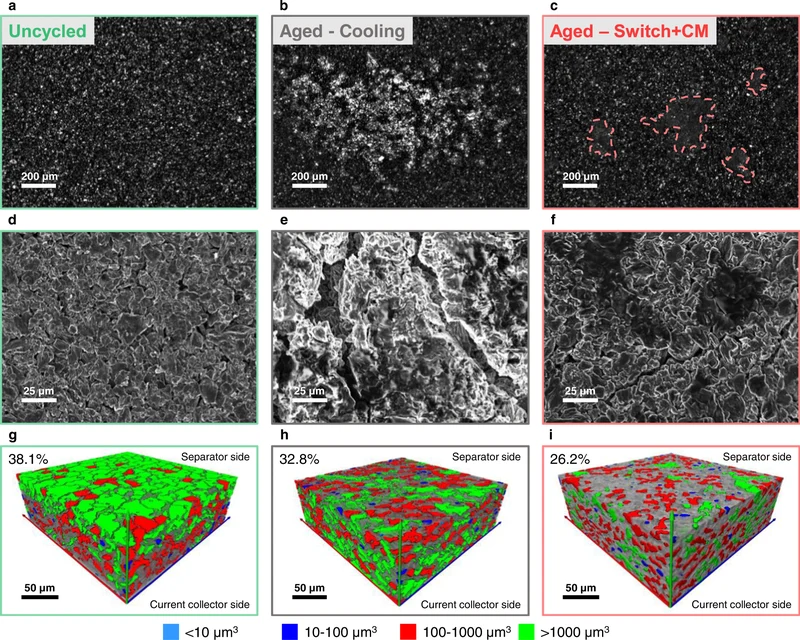 a
b
c
Uncycled
Aged - Cooling
Aged – Switch+CM
200 µm
200 µm
200 µm
d
e
f
25 µm
25 µm
25 µm
g
h
i
38.1%
Separator side
32.8%
Separator side
26.2%
Separator side
50 µm
Current collector side
50 µm
Current collector side
50 µm
Current collector side
<10 µm³
10-100 µm³
100-1000 µm³
>1000 µm³